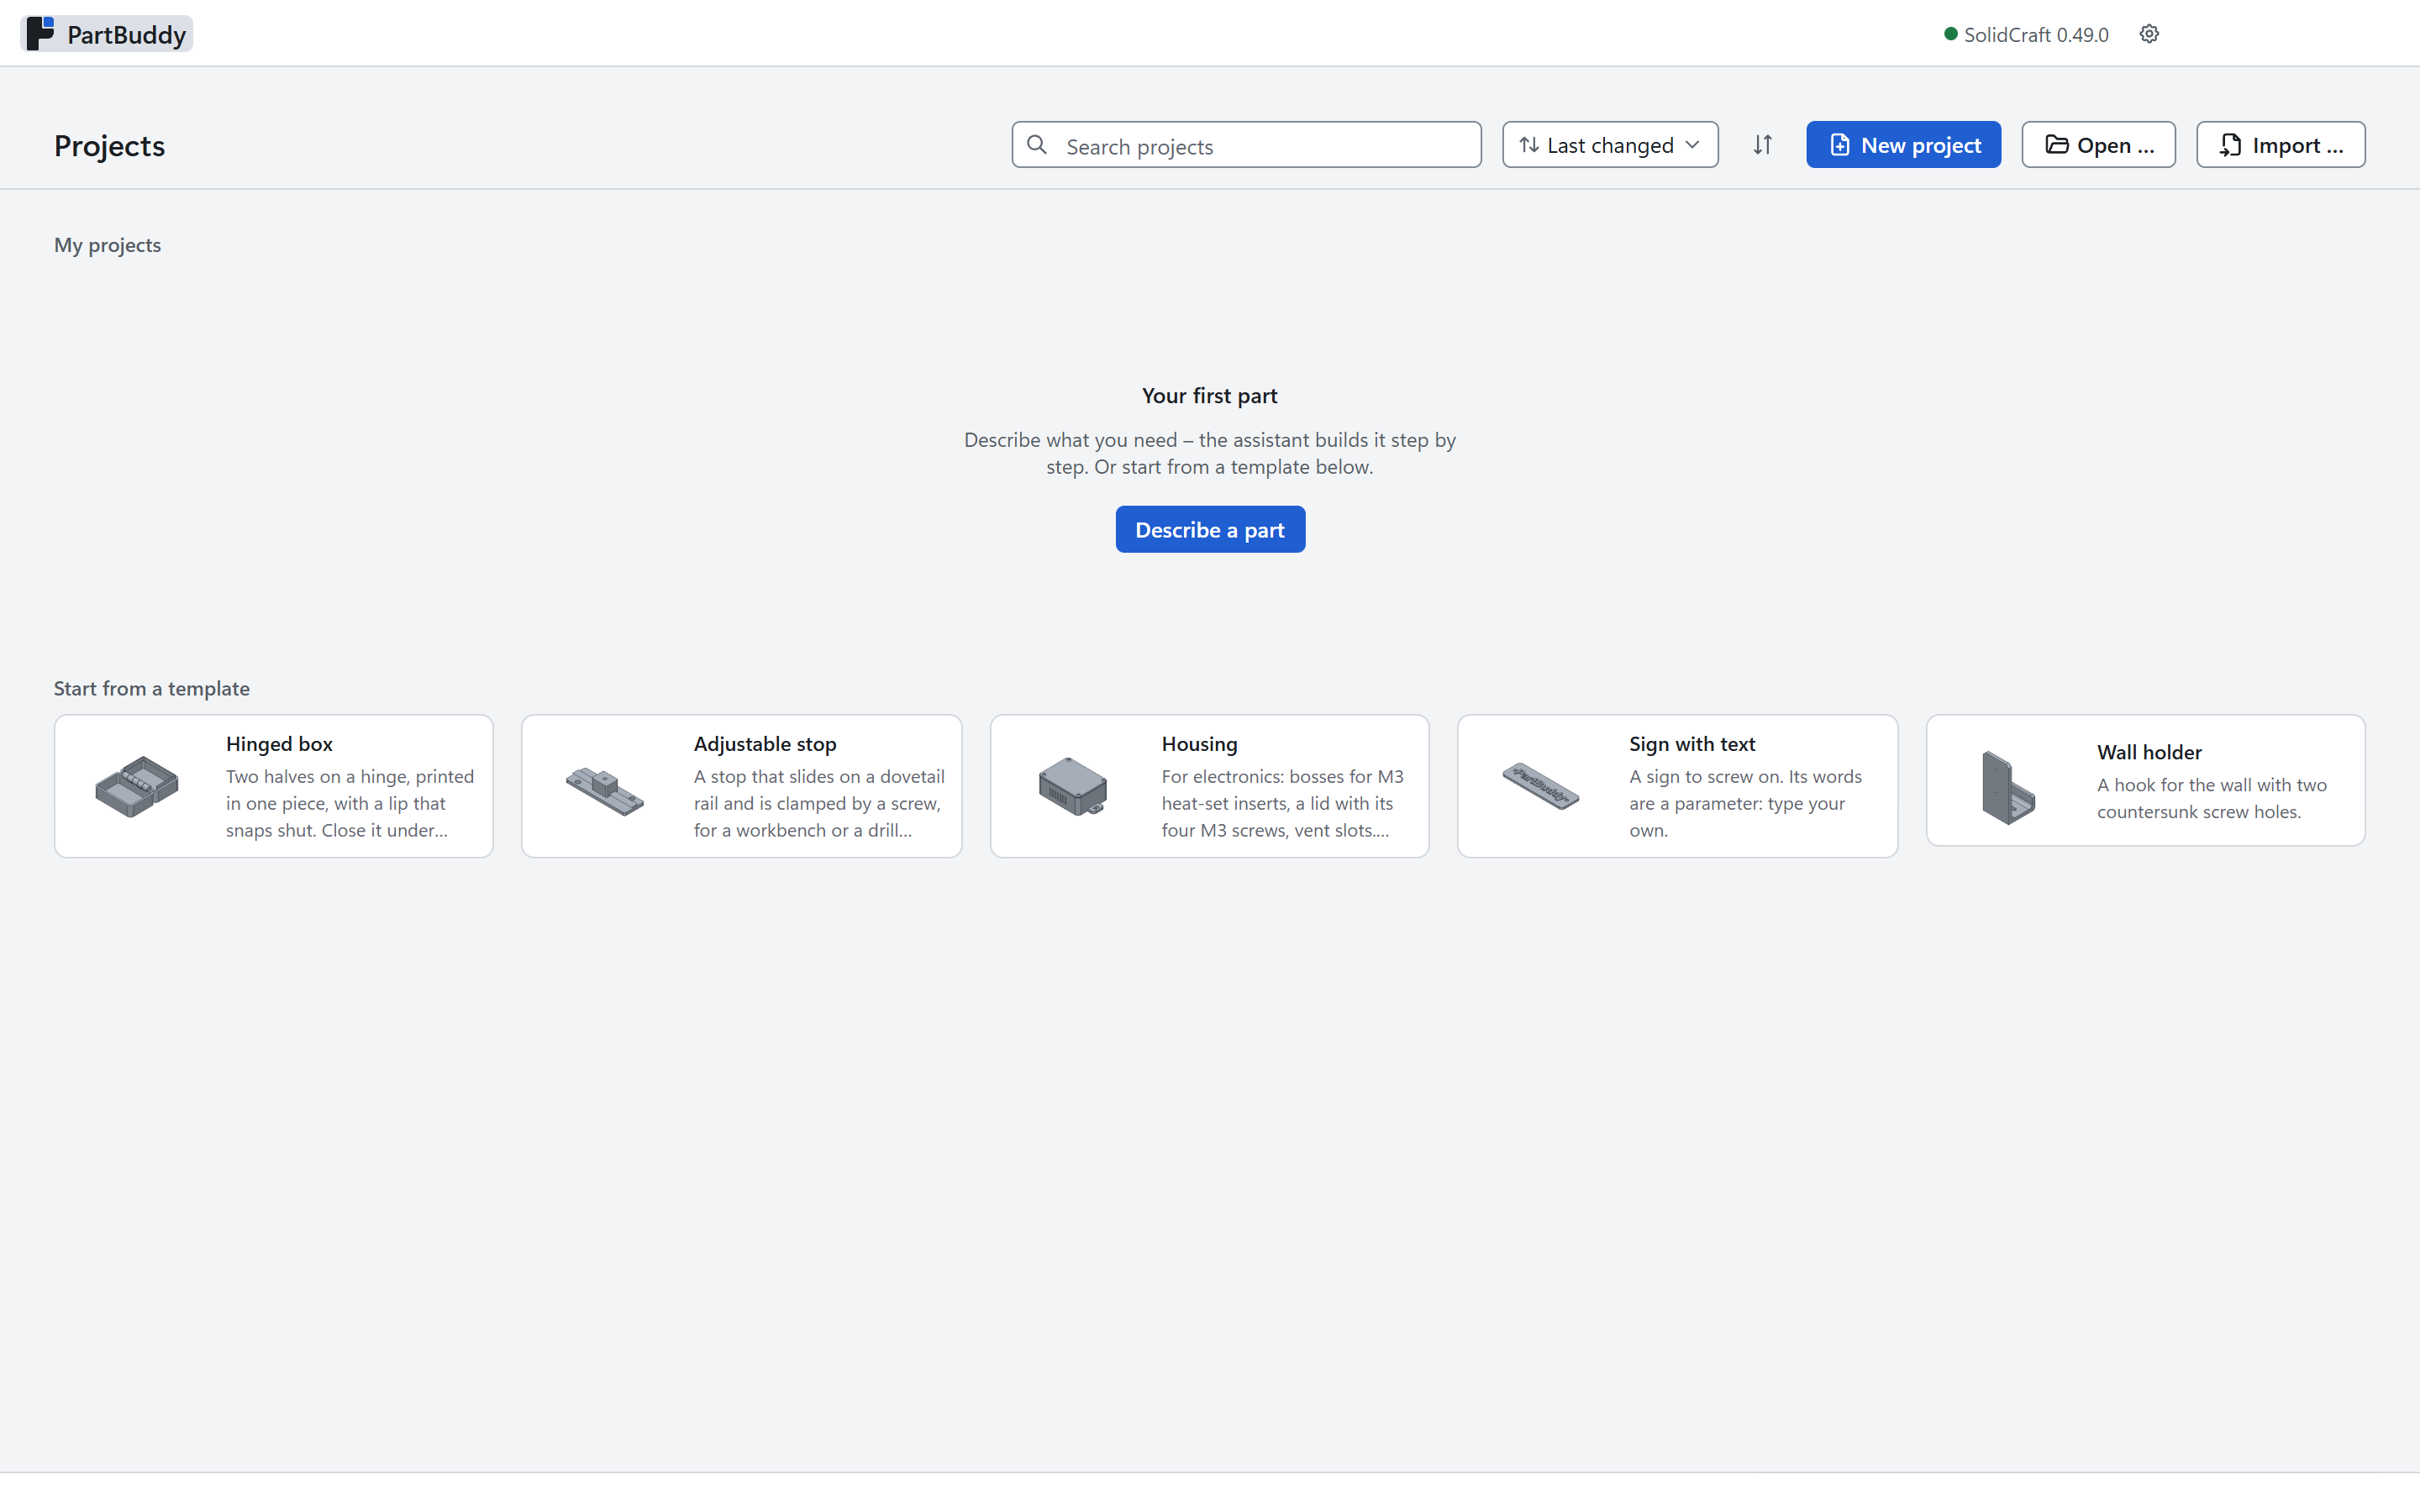 PartBuddy
SolidCraft 0.49.0
Projects
Search projects
Last changed
New project
Open ...
Import ...
My projects
Your first part
Describe what you need – the assistant builds it step by
step. Or start from a template below.
Describe a part
Start from a template
Hinged box
Two halves on a hinge, printed
in one piece, with a lip that
snaps shut. Close it under...
Adjustable stop
A stop that slides on a dovetail
rail and is clamped by a screw,
for a workbench or a drill...
Housing
For electronics: bosses for M3
heat-set inserts, a lid with its
four M3 screws, vent slots....
PartBuddy
Sign with text
A sign to screw on. Its words
are a parameter: type your
own.
Wall holder
A hook for the wall with two
countersunk screw holes.